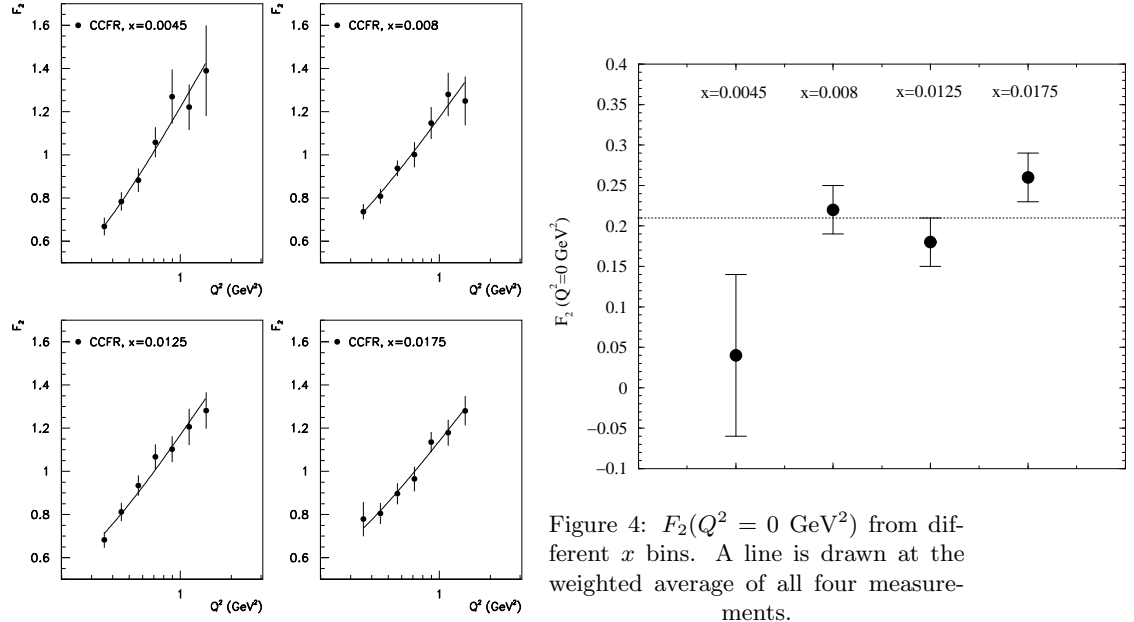 F₂
1.6
1.4
1.2
1
0.8
0.6
CCFR, x=0.0045
1
Q² (GeV²)
F₂
1.6
1.4
1.2
1
0.8
0.6
CCFR, x=0.008
1
Q² (GeV²)
F₂
1.6
1.4
1.2
1
0.8
0.6
CCFR, x=0.0125
1
Q² (GeV²)
F₂
1.6
1.4
1.2
1
0.8
0.6
CCFR, x=0.0175
1
Q² (GeV²)
F₂ (Q²=0 GeV²)
0.4
0.35
0.3
0.25
0.2
0.15
0.1
0.05
0
−0.05
−0.1
x=0.0045 x=0.008 x=0.0125 x=0.0175
Figure 4: F₂(Q² = 0 GeV²) from dif-
ferent x bins. A line is drawn at the
weighted average of all four measure-
ments.